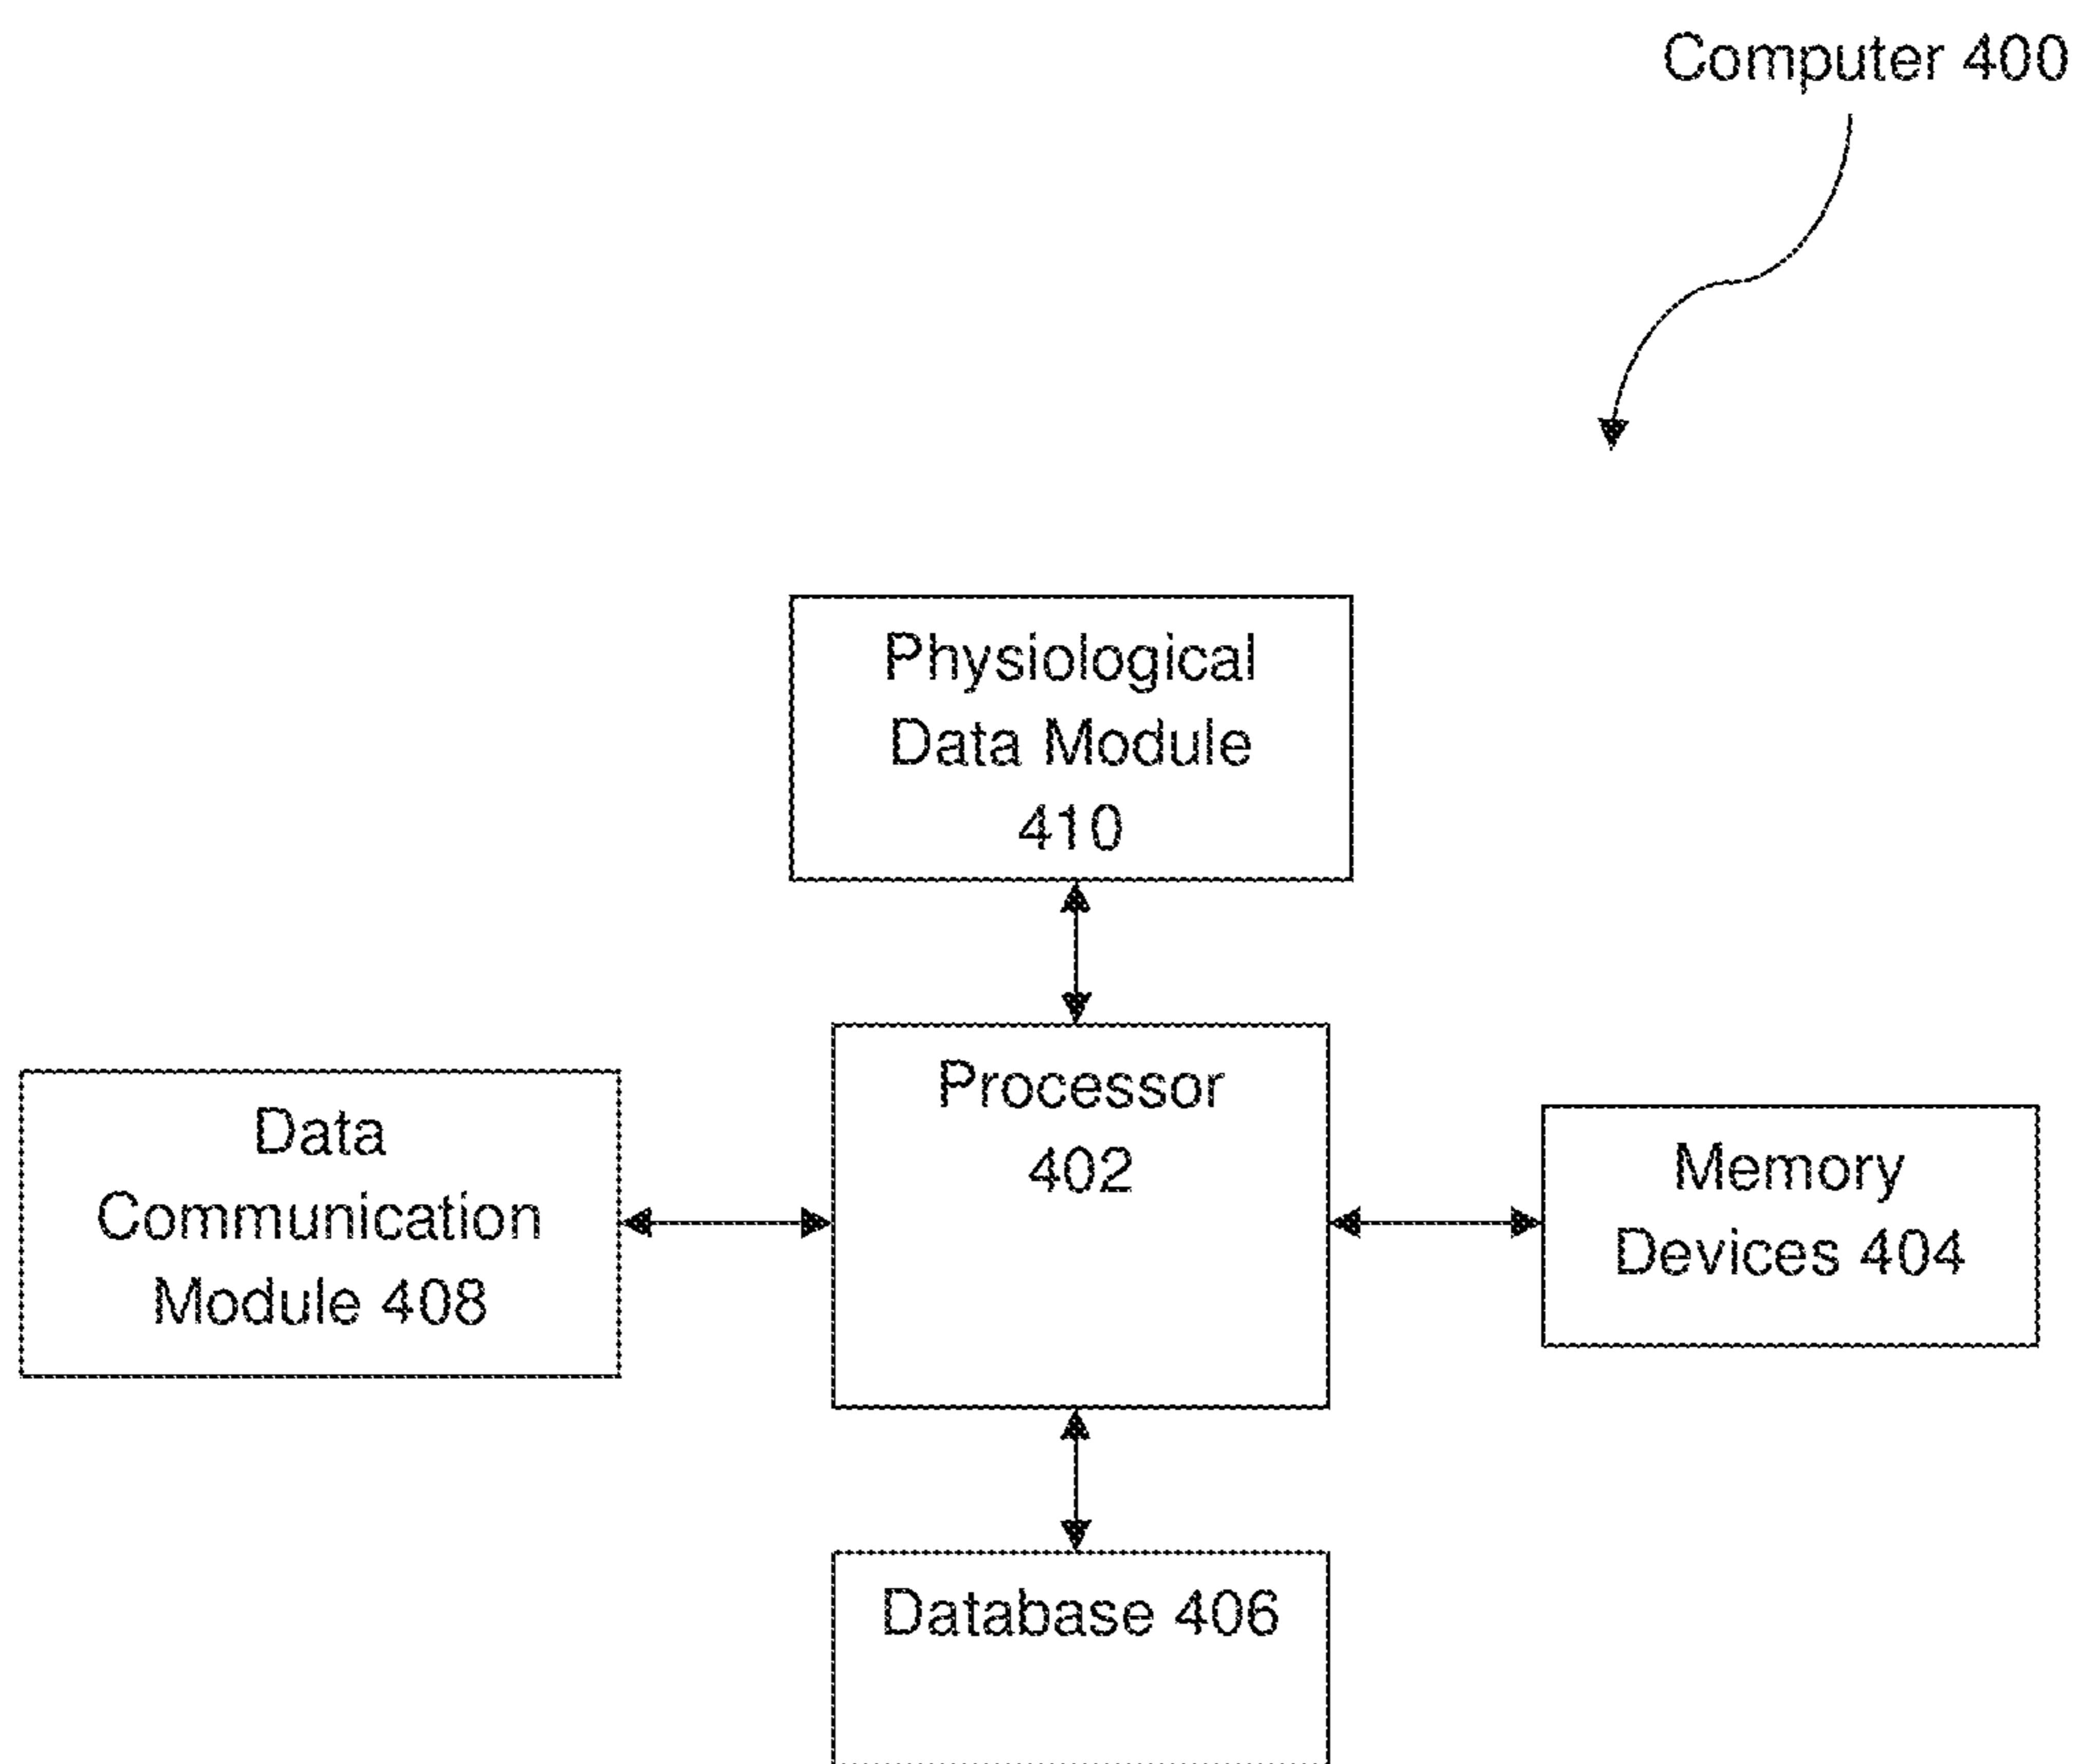 Computer 400
Physiological
Data Module
410
Processor
402
Data
Communication
Module 408
Memory
Devices 404
Database 406